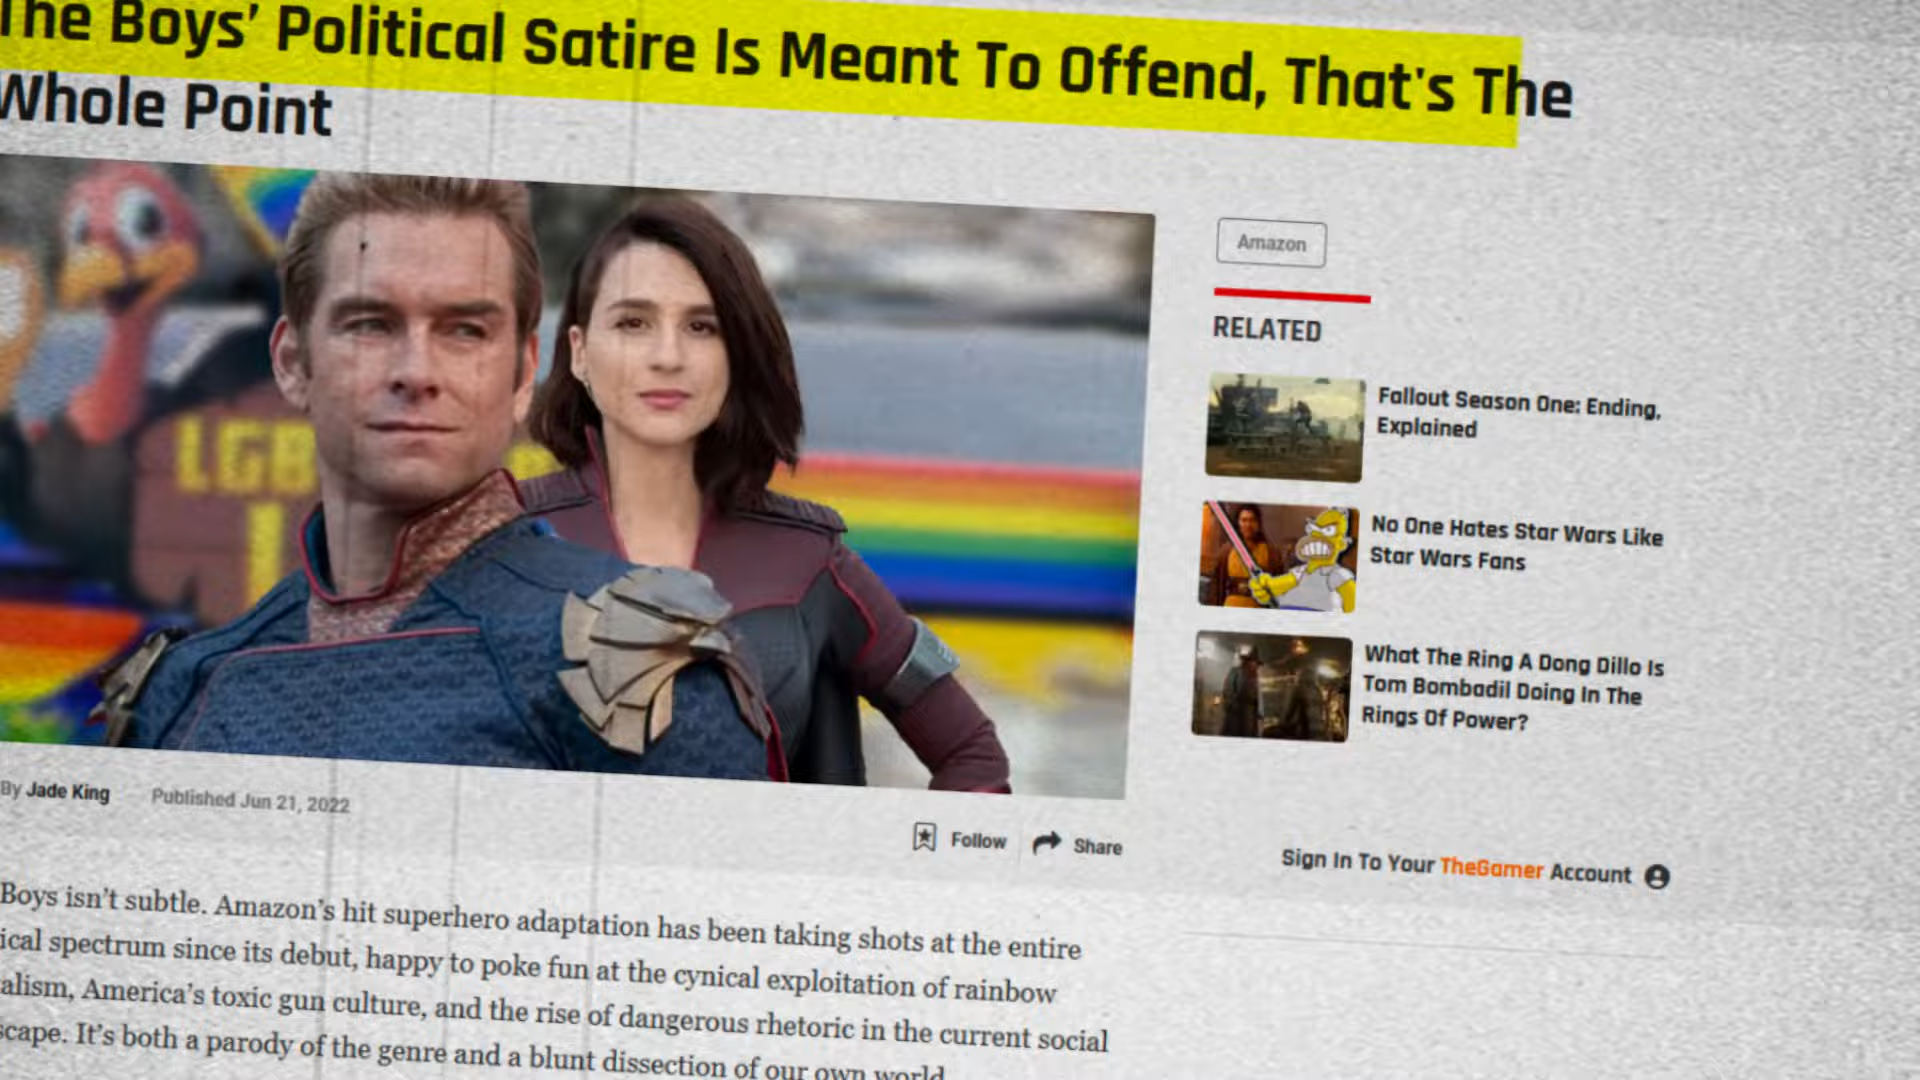 The Boys' Political Satire Is Meant To Offend, That's The
Whole Point
LGB
Amazon
RELATED
Fallout Season One: Ending,
Explained
No One Hates Star Wars Like
Star Wars Fans
What The Ring A Dong Dillo Is
Tom Bombadil Doing In The
Rings Of Power?
By Jade King
Published Jun 21, 2022
Follow
Share
Sign In To Your TheGamer Account
Boys isn't subtle. Amazon's hit superhero adaptation has been taking shots at the entire
ical spectrum since its debut, happy to poke fun at the cynical exploitation of rainbow
alism, America's toxic gun culture, and the rise of dangerous rhetoric in the current social
scape. It's both a parody of the genre and a blunt dissection of our own world